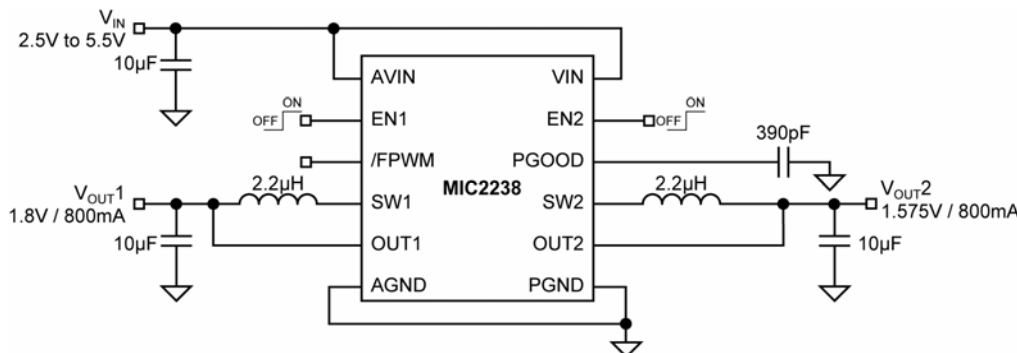 VIN
2.5V to 5.5V
10µF
AVIN
VIN
OFF
ON
EN1
EN2
OFF
ON
/FPWM
PGOOD
390pF
MIC2238
VOUT1
1.8V / 800mA
2.2µH
SW1
SW2
2.2µH
VOUT2
1.575V / 800mA
10µF
OUT1
OUT2
10µF
AGND
PGND